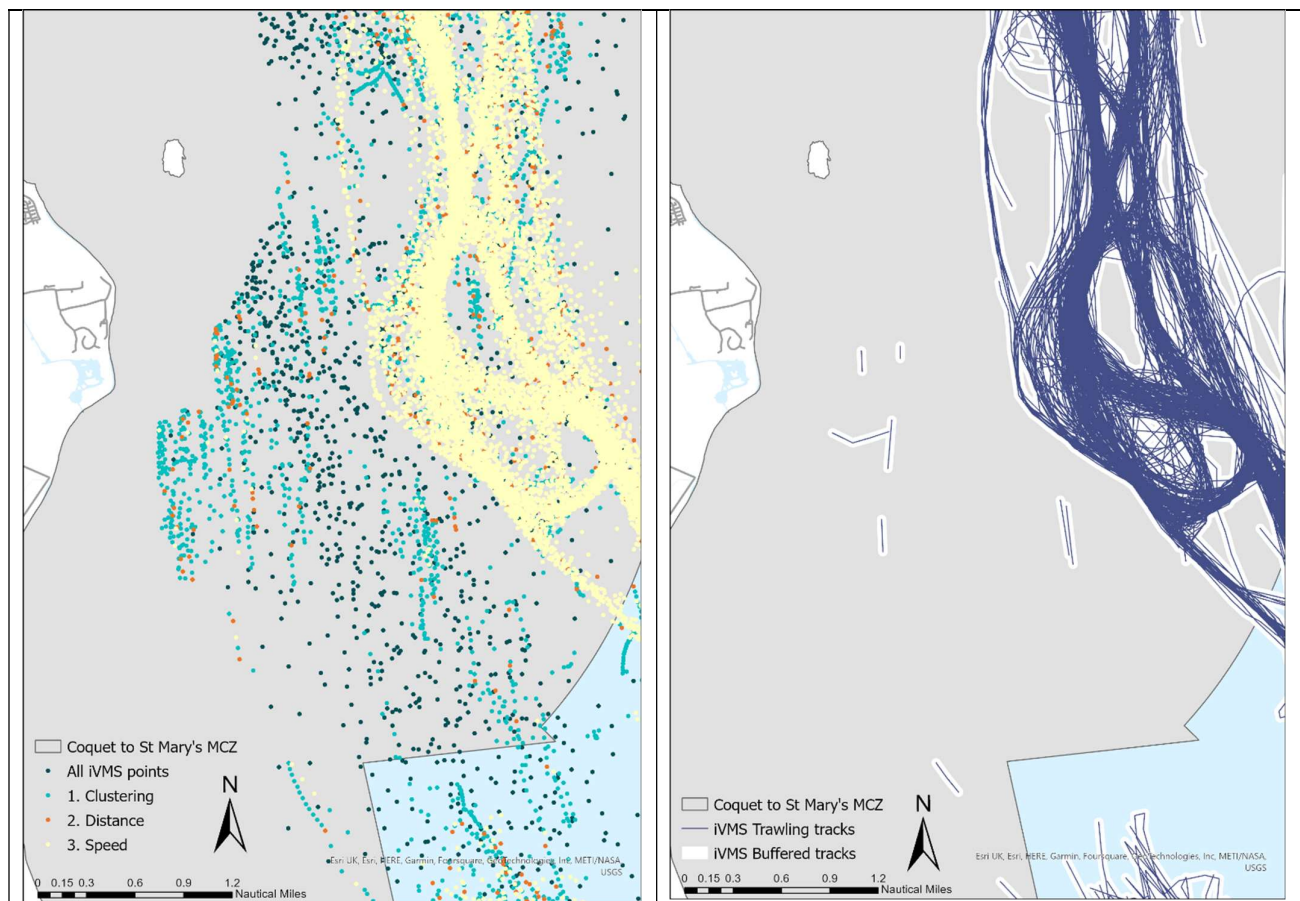 Coquet to St Mary's MCZ
All iVMS points
1. Clustering
2. Distance
3. Speed
N
Esri UK, Esri, HERE, Garmin, Foursquare, GeoTechnologies, Inc, METI/NASA,
USGS
0 0.15 0.3 0.6 0.9 1.2
Nautical Miles
Coquet to St Mary's MCZ
iVMS Trawling tracks
iVMS Buffered tracks
N
Esri UK, Esri, HERE, Garmin, Foursquare, GeoTechnologies, Inc, METI/NASA,
USGS
0 0.15 0.3 0.6 0.9 1.2
Nautical Miles